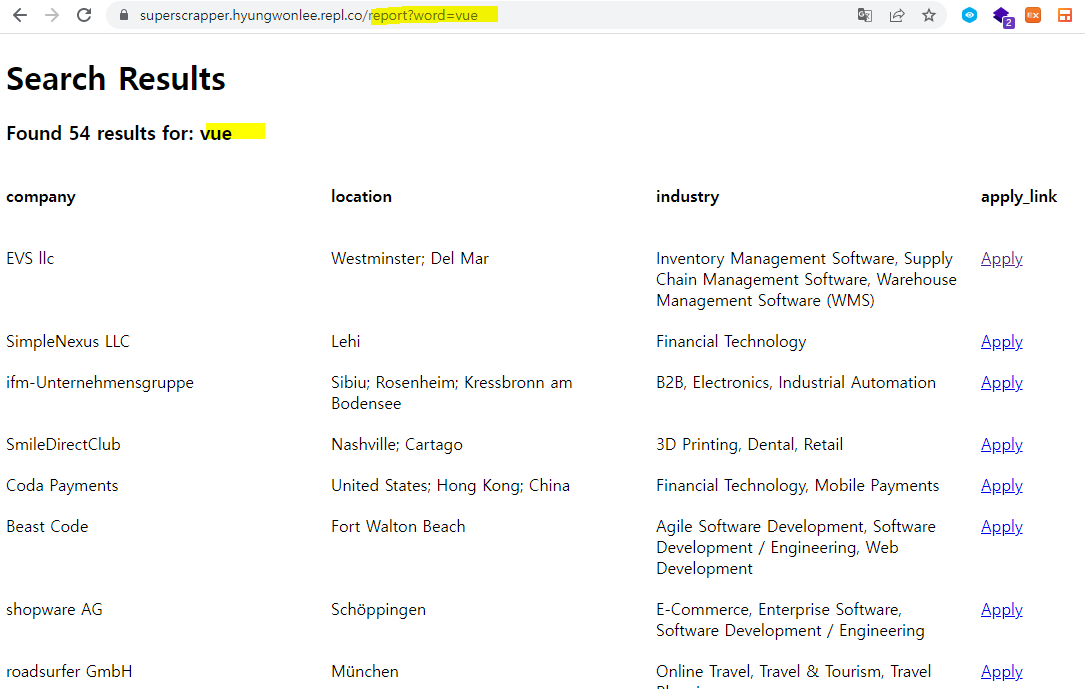 superscrapper.hyungwonlee.repl.co/report?word=vue
2
EX
Search Results
Found 54 results for: vue
company location industry apply_link
EVS llc Westminster; Del Mar Inventory Management Software, Supply Apply
Chain Management Software, Warehouse
Management Software (WMS)
SimpleNexus LLC Lehi Financial Technology Apply
ifm-Unternehmensgruppe Sibiu; Rosenheim; Kressbronn am B2B, Electronics, Industrial Automation Apply
Bodensee
SmileDirectClub Nashville; Cartago 3D Printing, Dental, Retail Apply
Coda Payments United States; Hong Kong; China Financial Technology, Mobile Payments Apply
Beast Code Fort Walton Beach Agile Software Development, Software Apply
Development / Engineering, Web
Development
shopware AG Schöppingen E-Commerce, Enterprise Software, Apply
Software Development / Engineering
roadsurfer GmbH München Online Travel, Travel & Tourism, Travel Apply